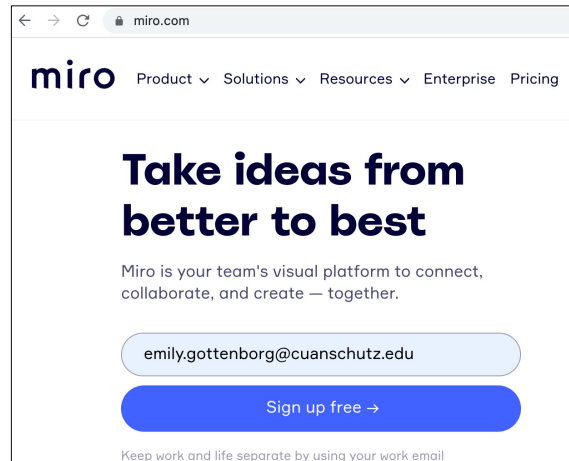 miro.com
miro Product Solutions Resources Enterprise Pricing
Take ideas from
better to best
Miro is your team's visual platform to connect,
collaborate, and create — together.
emily.gottenborg@cuanschutz.edu
Sign up free →
Keep work and life separate by using your work email